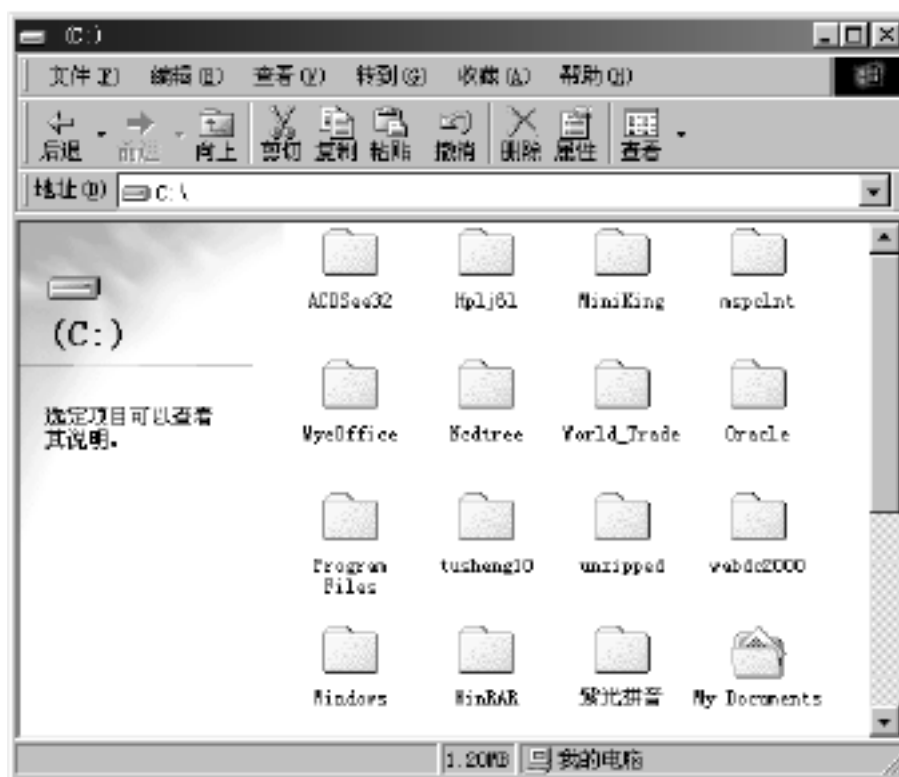 (C:)
文件(F) 编辑(E) 查看(V) 转到(G) 收藏(A) 帮助(H)
后退 前进 向上 剪切 复制 粘贴 撤消 删除 属性 查看
地址(D) C:\
(C:)
选定项目可以查看
其说明。
ACDSee32 Hplj61 MiniKing mspclnt
Nedtree World_Trade Oracle
Program
Files
tusheng10 unzipped webdc2000
Windows WinRAR 紫光拼音 My Documents
1.20MB 我的电脑